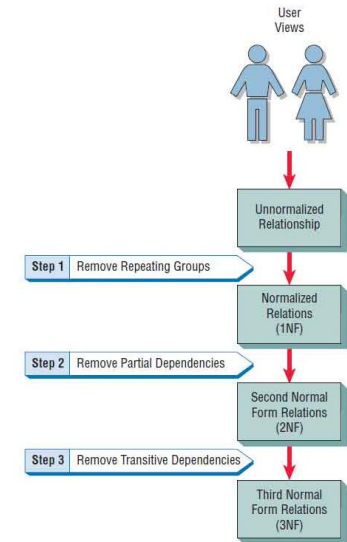 User
Views
Unnormalized
Relationship
Step 1 Remove Repeating Groups
Normalized
Relations
(1NF)
Step 2 Remove Partial Dependencies
Second Normal
Form Relations
(2NF)
Step 3 Remove Transitive Dependencies
Third Normal
Form Relations
(3NF)